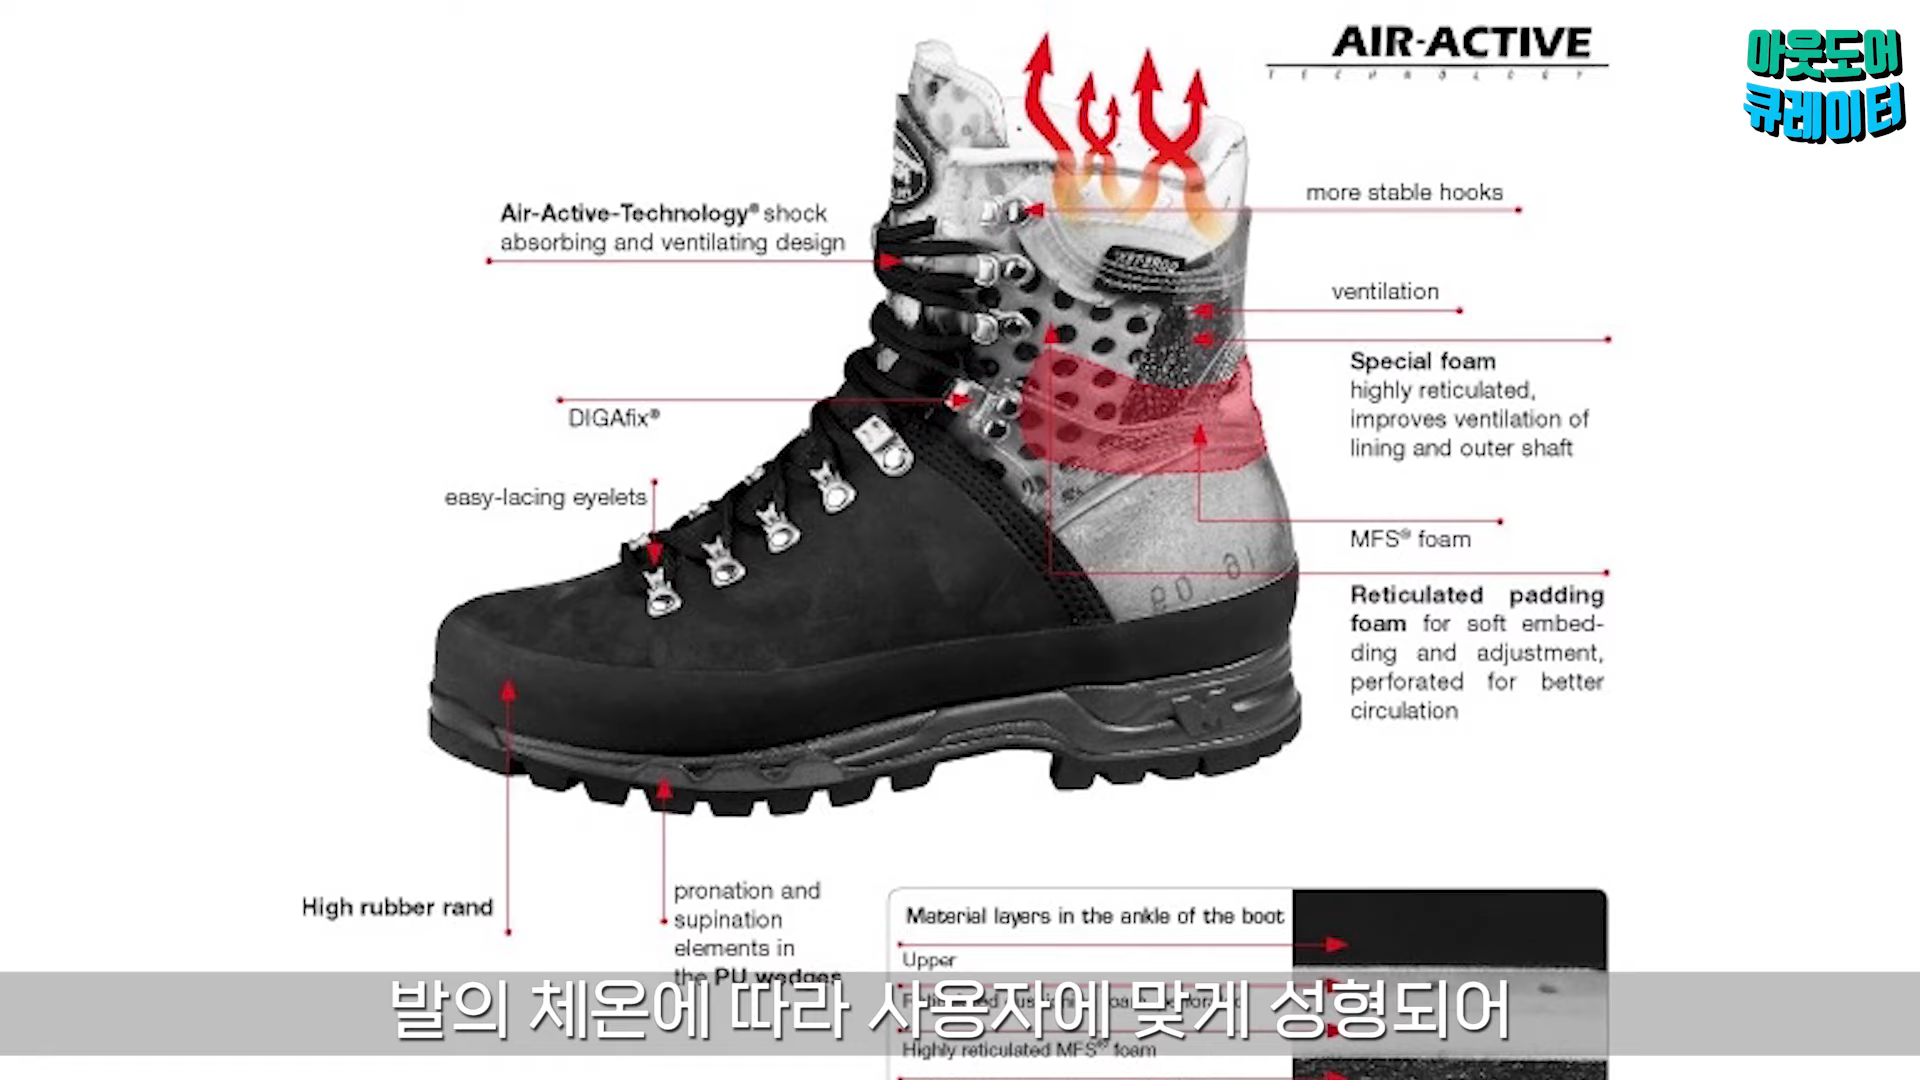 AIR-ACTIVE
TECHNOLOGY
아웃도어
큐레이터
Air-Active-Technology® shock
absorbing and ventilating design
more stable hooks
ventilation
Special foam
highly reticulated,
improves ventilation of
lining and outer shaft
DIGAfix®
easy-lacing eyelets
MFS® foam
Reticulated padding
foam for soft embed-
ding and adjustment,
perforated for better
circulation
High rubber rand
pronation and
supination
elements in
the PU wedges
Material layers in the ankle of the boot
Upper
Highly reticulated MFS® foam
발의 체온에 따라 사용자에 맞게 성형되어